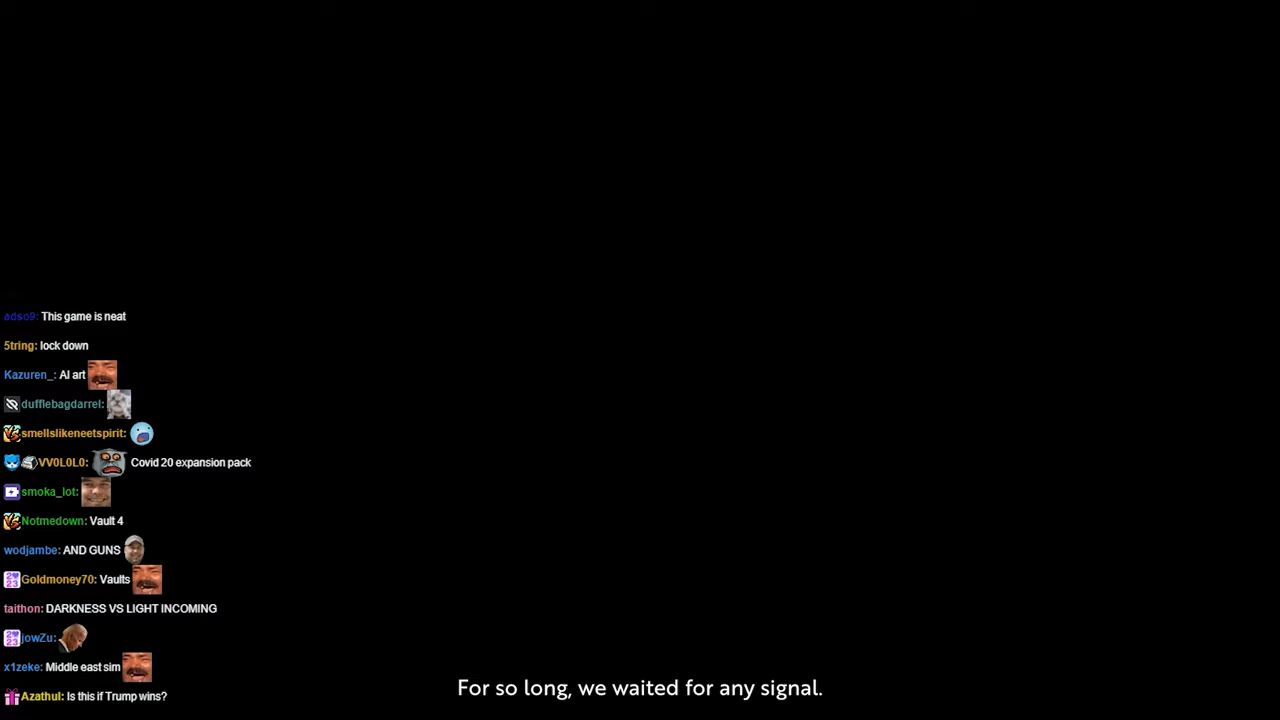 adso9: This game is neat
5tring: lock down
Kazuren_: AI art
dufflebagdarrel:
smellslikeneetspirit:
VV0L0L0: Covid 20 expansion pack
smoka_lot:
Notmedown: Vault 4
wodjambe: AND GUNS
Goldmoney70: Vaults
taithon: DARKNESS VS LIGHT INCOMING
jowZu:
x1zeke: Middle east sim
Azathul: Is this if Trump wins?
For so long, we waited for any signal.